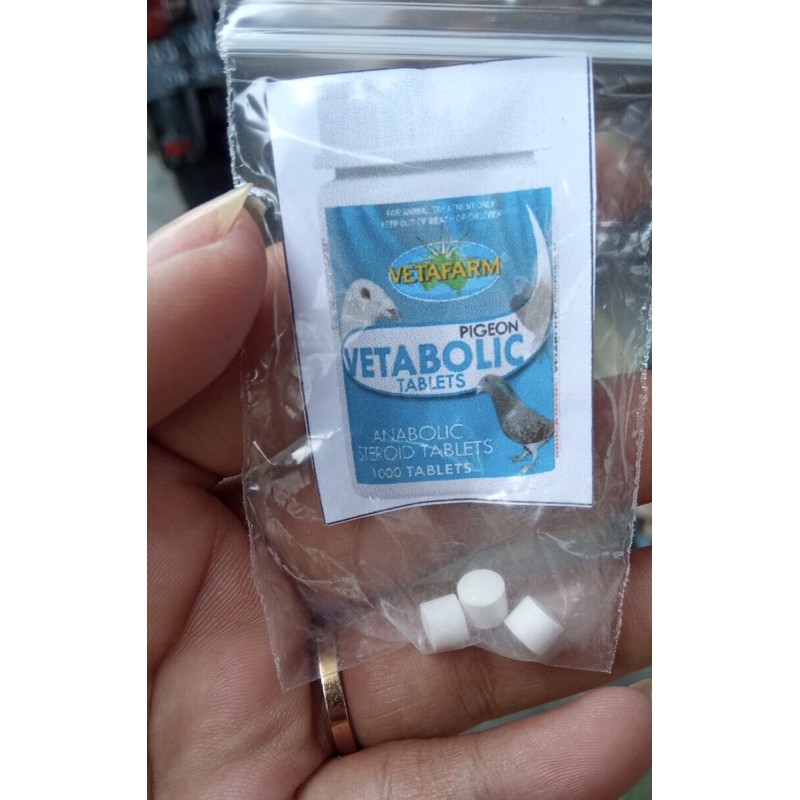 FOR ANIMAL TREATMENT ONLY
KEEP OUT OF REACH OF CHILDREN
VETAFARM
PIGEON
VETABOLIC
TABLETS
ANABOLIC
STEROID TABLETS
1000 TABLETS